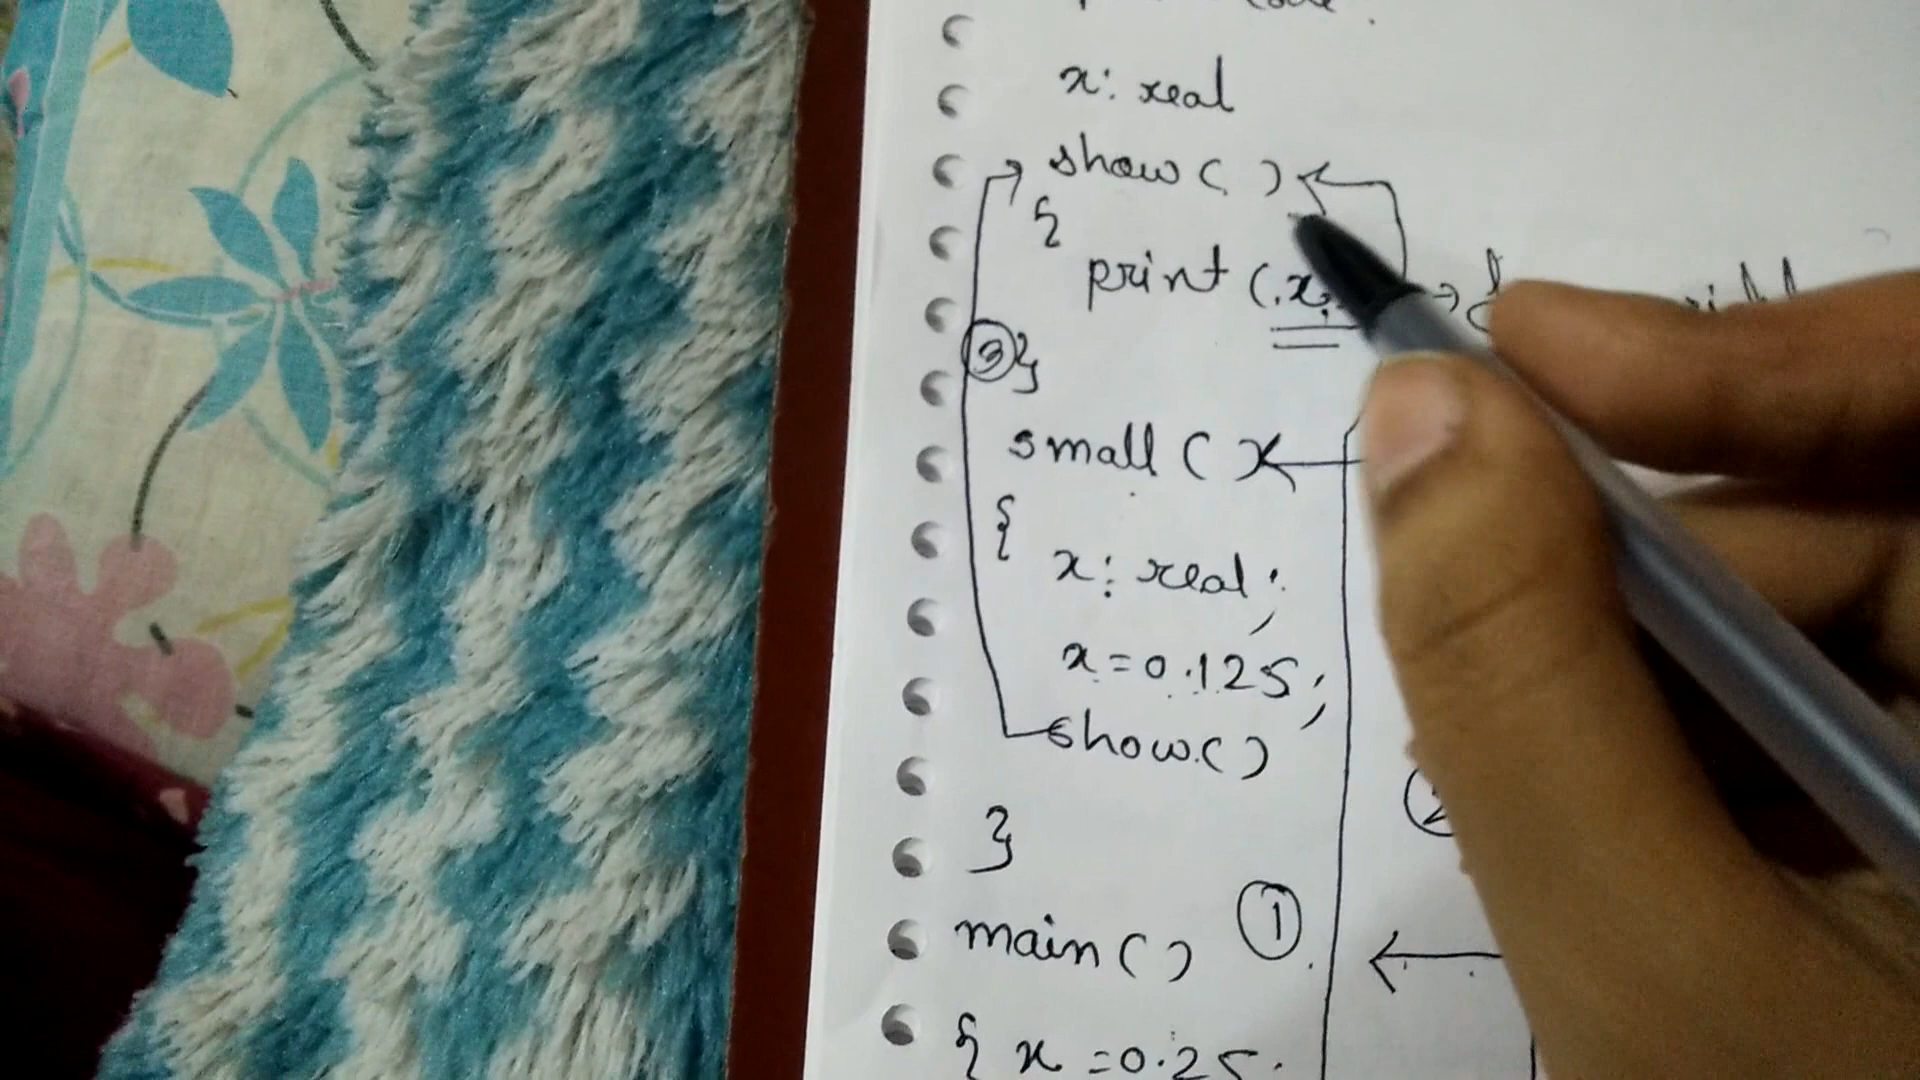 x: real
show ( )
{
print (x
③ }
small ( )
{
x: real ;
x = 0.125 ;
show ( )
}
main ( ) ①
{ x = 0.25 ;